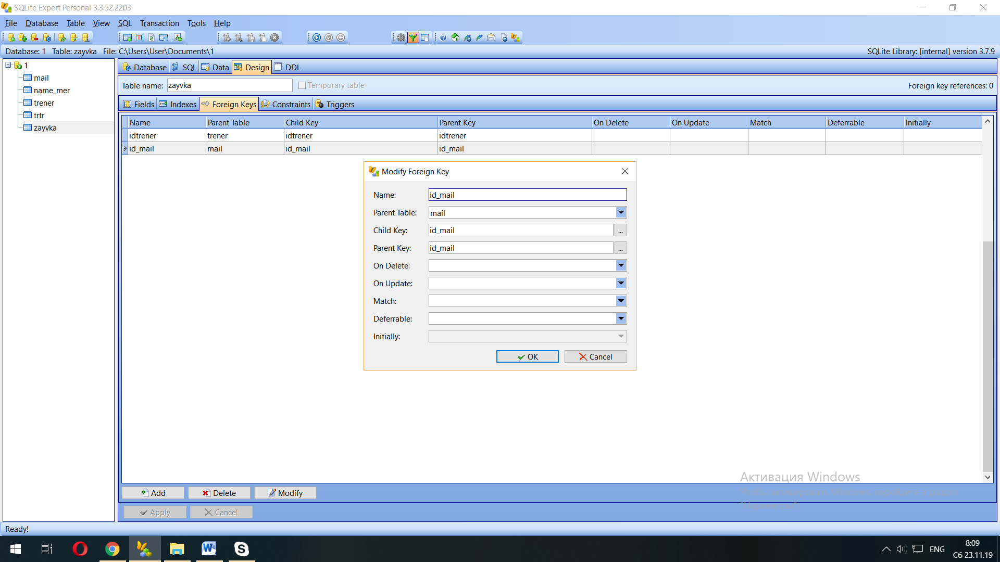 SQLite Expert Personal 3.3.52.2203
File Database Table View SQL Transaction Tools Help
Database: 1 Table: zayvka File: C:\Users\User\Documents\1 SQLite Library: [internal] version 3.7.9
1
mail
name_mer
trener
trtr
zayvka
Database SQL Data Design DDL
Table name: zayvka Temporary table Foreign key references: 0
Fields Indexes Foreign Keys Constraints Triggers
Name Parent Table Child Key Parent Key On Delete On Update Match Deferrable Initially
idtrener trener idtrener idtrener
id_mail mail id_mail id_mail
Modify Foreign Key
Name: id_mail
Parent Table: mail
Child Key: id_mail ...
Parent Key: id_mail ...
On Delete:
On Update:
Match:
Deferrable:
Initially:
OK Cancel
Активация Windows
Add Delete Modify
Apply Cancel
Ready!
ENG
8:09
Сб 23.11.19